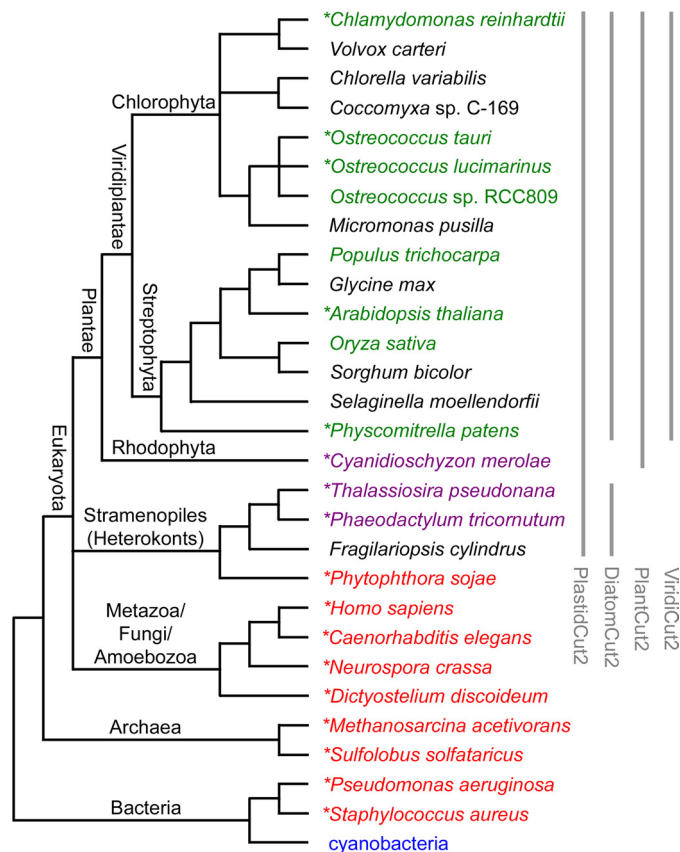 *Chlamydomonas reinhardtii
Volvox carteri
Chlorella variabilis
Chlorophyta
Coccomyxa sp. C-169
*Ostreococcus tauri
*Ostreococcus lucimarinus
Ostreococcus sp. RCC809
Micromonas pusilla
Viridiplantae
Populus trichocarpa
Glycine max
*Arabidopsis thaliana
Streptophyta
Oryza sativa
Plantae
Sorghum bicolor
Selaginella moellendorfii
*Physcomitrella patens
Rhodophyta
*Cyanidioschyzon merolae
Eukaryota
*Thalassiosira pseudonana
Stramenopiles
(Heterokonts)
*Phaeodactylum tricornutum
Fragilariopsis cylindrus
*Phytophthora sojae
PlastidCut2
DiatomCut2
PlantCut2
ViridiCut2
Metazoa/
Fungi/
Amoebozoa
*Homo sapiens
*Caenorhabditis elegans
*Neurospora crassa
*Dictyostelium discoideum
Archaea
*Methanosarcina acetivorans
*Sulfolobus solfataricus
*Pseudomonas aeruginosa
Bacteria
*Staphylococcus aureus
cyanobacteria